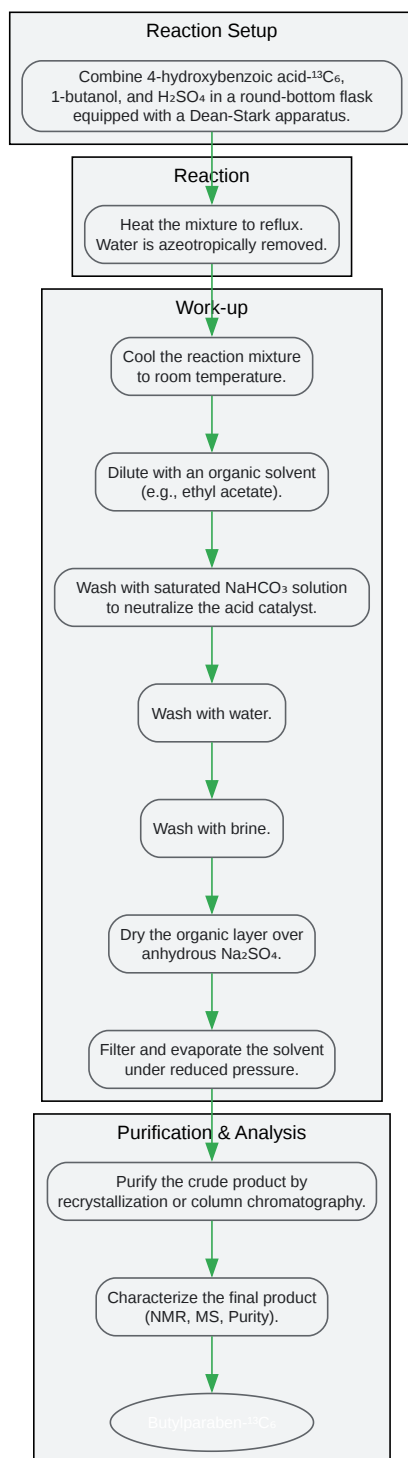 Reaction Setup
Combine 4-hydroxybenzoic acid-¹³C₆,
1-butanol, and H₂SO₄ in a round-bottom flask
equipped with a Dean-Stark apparatus.
Reaction
Heat the mixture to reflux.
Water is azeotropically removed.
Work-up
Cool the reaction mixture
to room temperature.
Dilute with an organic solvent
(e.g., ethyl acetate).
Wash with saturated NaHCO₃ solution
to neutralize the acid catalyst.
Wash with water.
Wash with brine.
Dry the organic layer over
anhydrous Na₂SO₄.
Filter and evaporate the solvent
under reduced pressure.
Purification & Analysis
Purify the crude product by
recrystallization or column chromatography.
Characterize the final product
(NMR, MS, Purity).
Butylparaben-¹³C₆